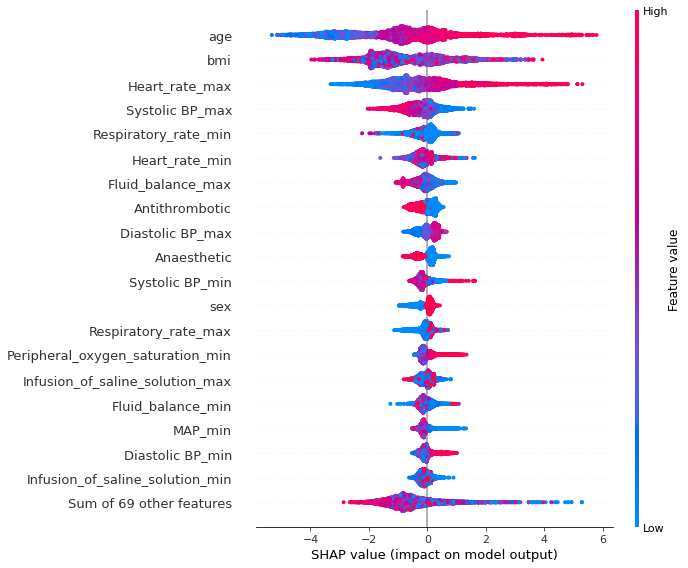 High
age
bmi
Heart_rate_max
Systolic BP_max
Respiratory_rate_min
Heart_rate_min
Fluid_balance_max
Antithrombotic
Diastolic BP_max
Anaesthetic
Systolic BP_min
sex
Respiratory_rate_max
Peripheral_oxygen_saturation_min
Infusion_of_saline_solution_max
Fluid_balance_min
MAP_min
Diastolic BP_min
Infusion_of_saline_solution_min
Sum of 69 other features
Feature value
Low
−4 −2 0 2 4 6
SHAP value (impact on model output)